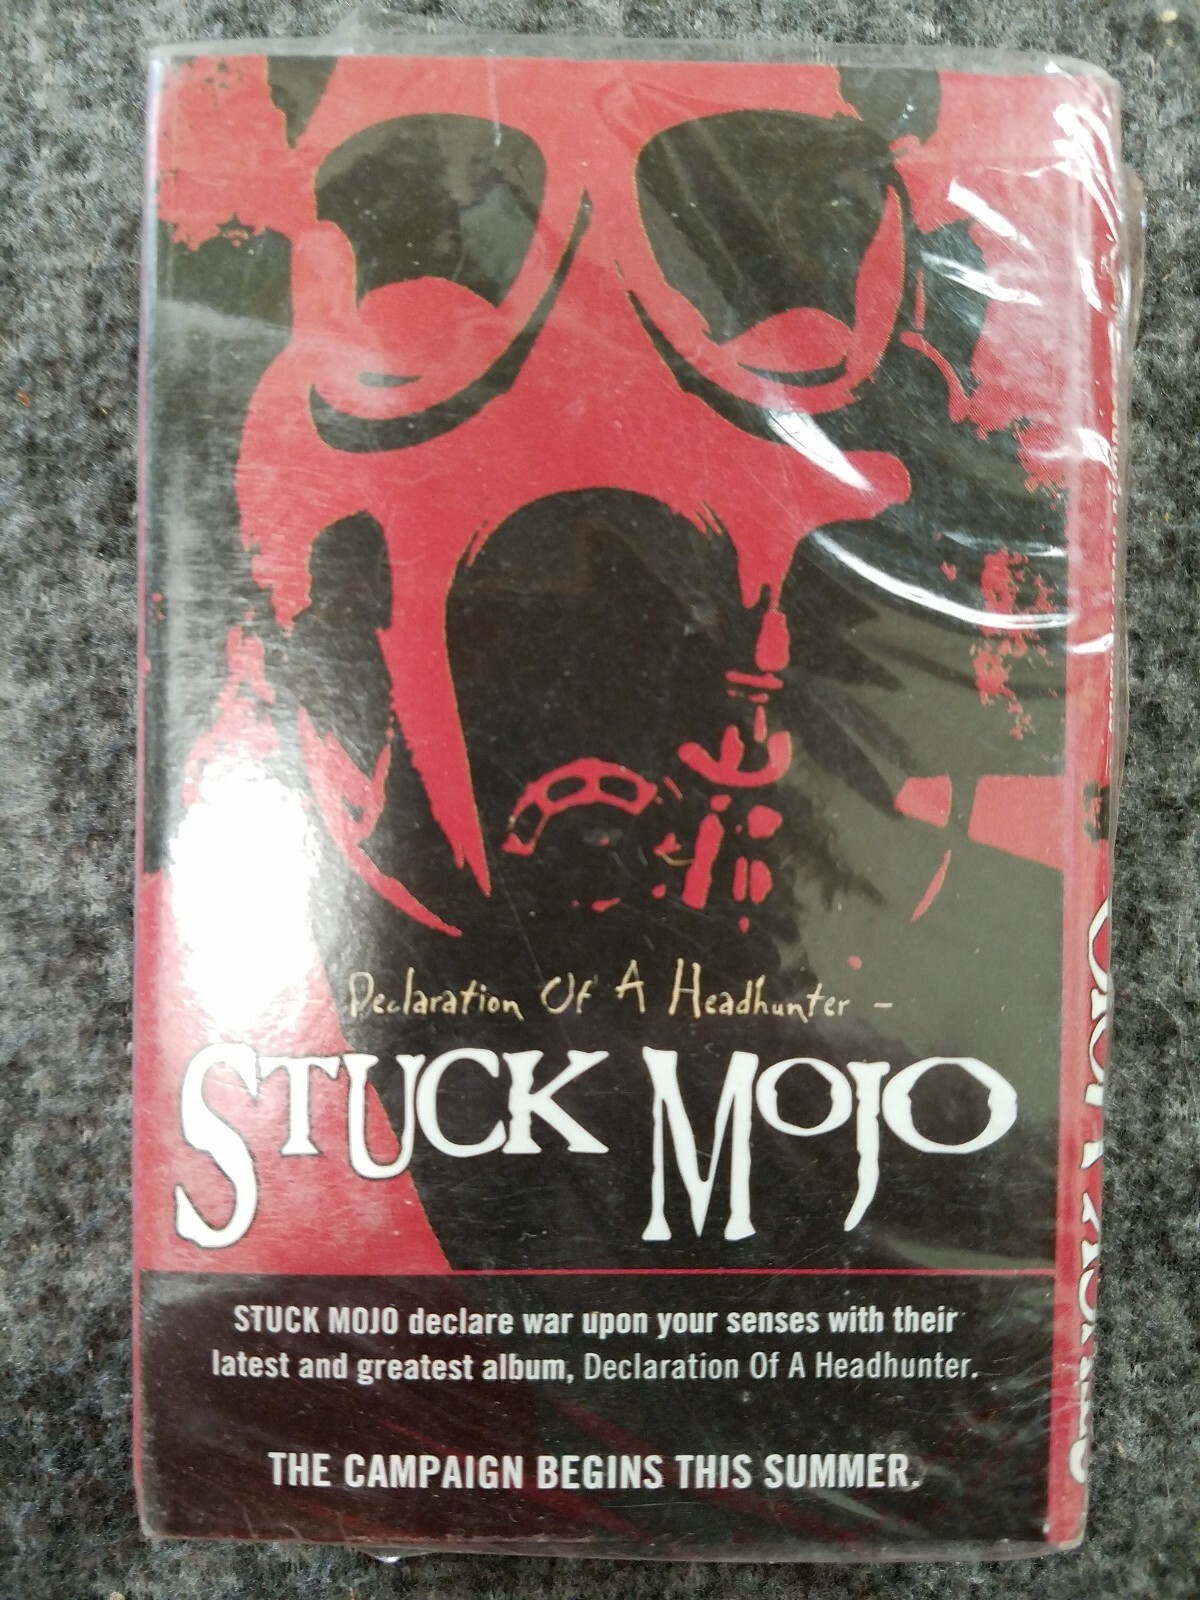 Declaration Of A Headhunter -
STUCK MOJO
STUCK MOJO declare war upon your senses with their
latest and greatest album, Declaration Of A Headhunter.
THE CAMPAIGN BEGINS THIS SUMMER.